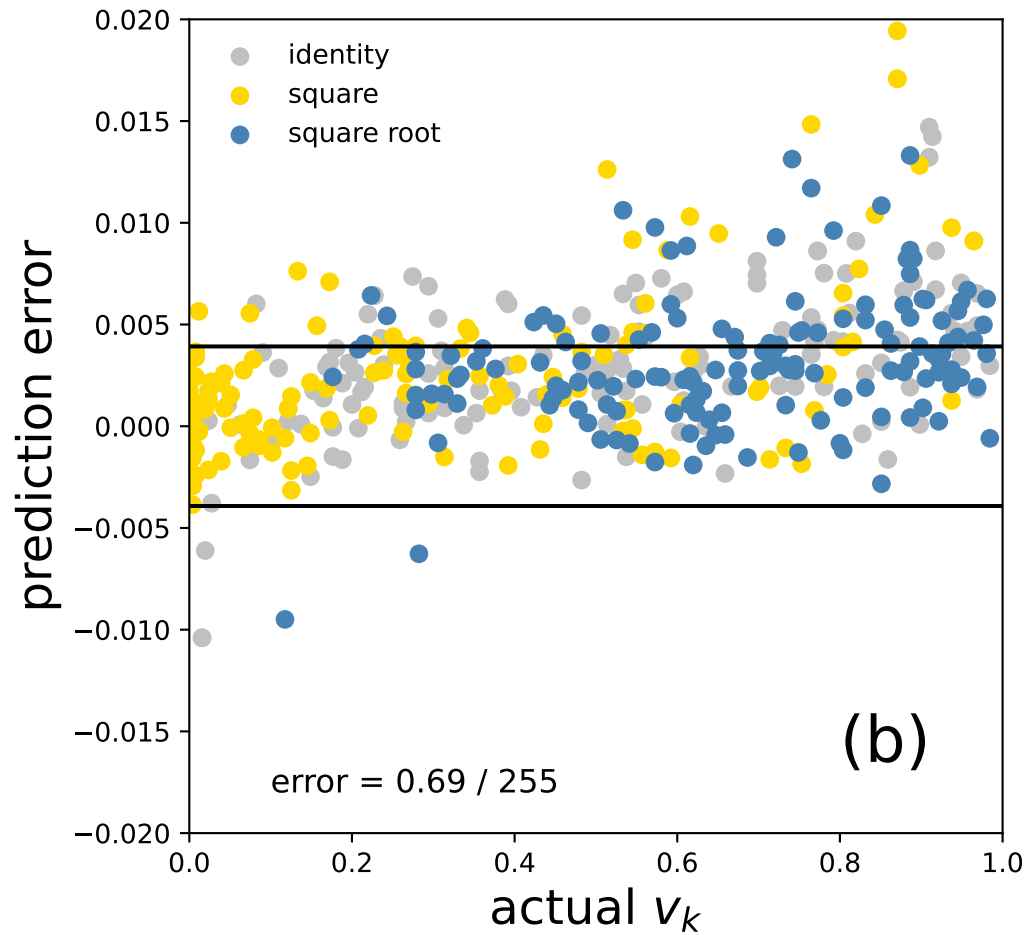 0.020
0.015
0.010
0.005
0.000
−0.005
−0.010
−0.015
−0.020
prediction error
identity
square
square root
(b)
error = 0.69 / 255
0.0 0.2 0.4 0.6 0.8 1.0
actual vₖ